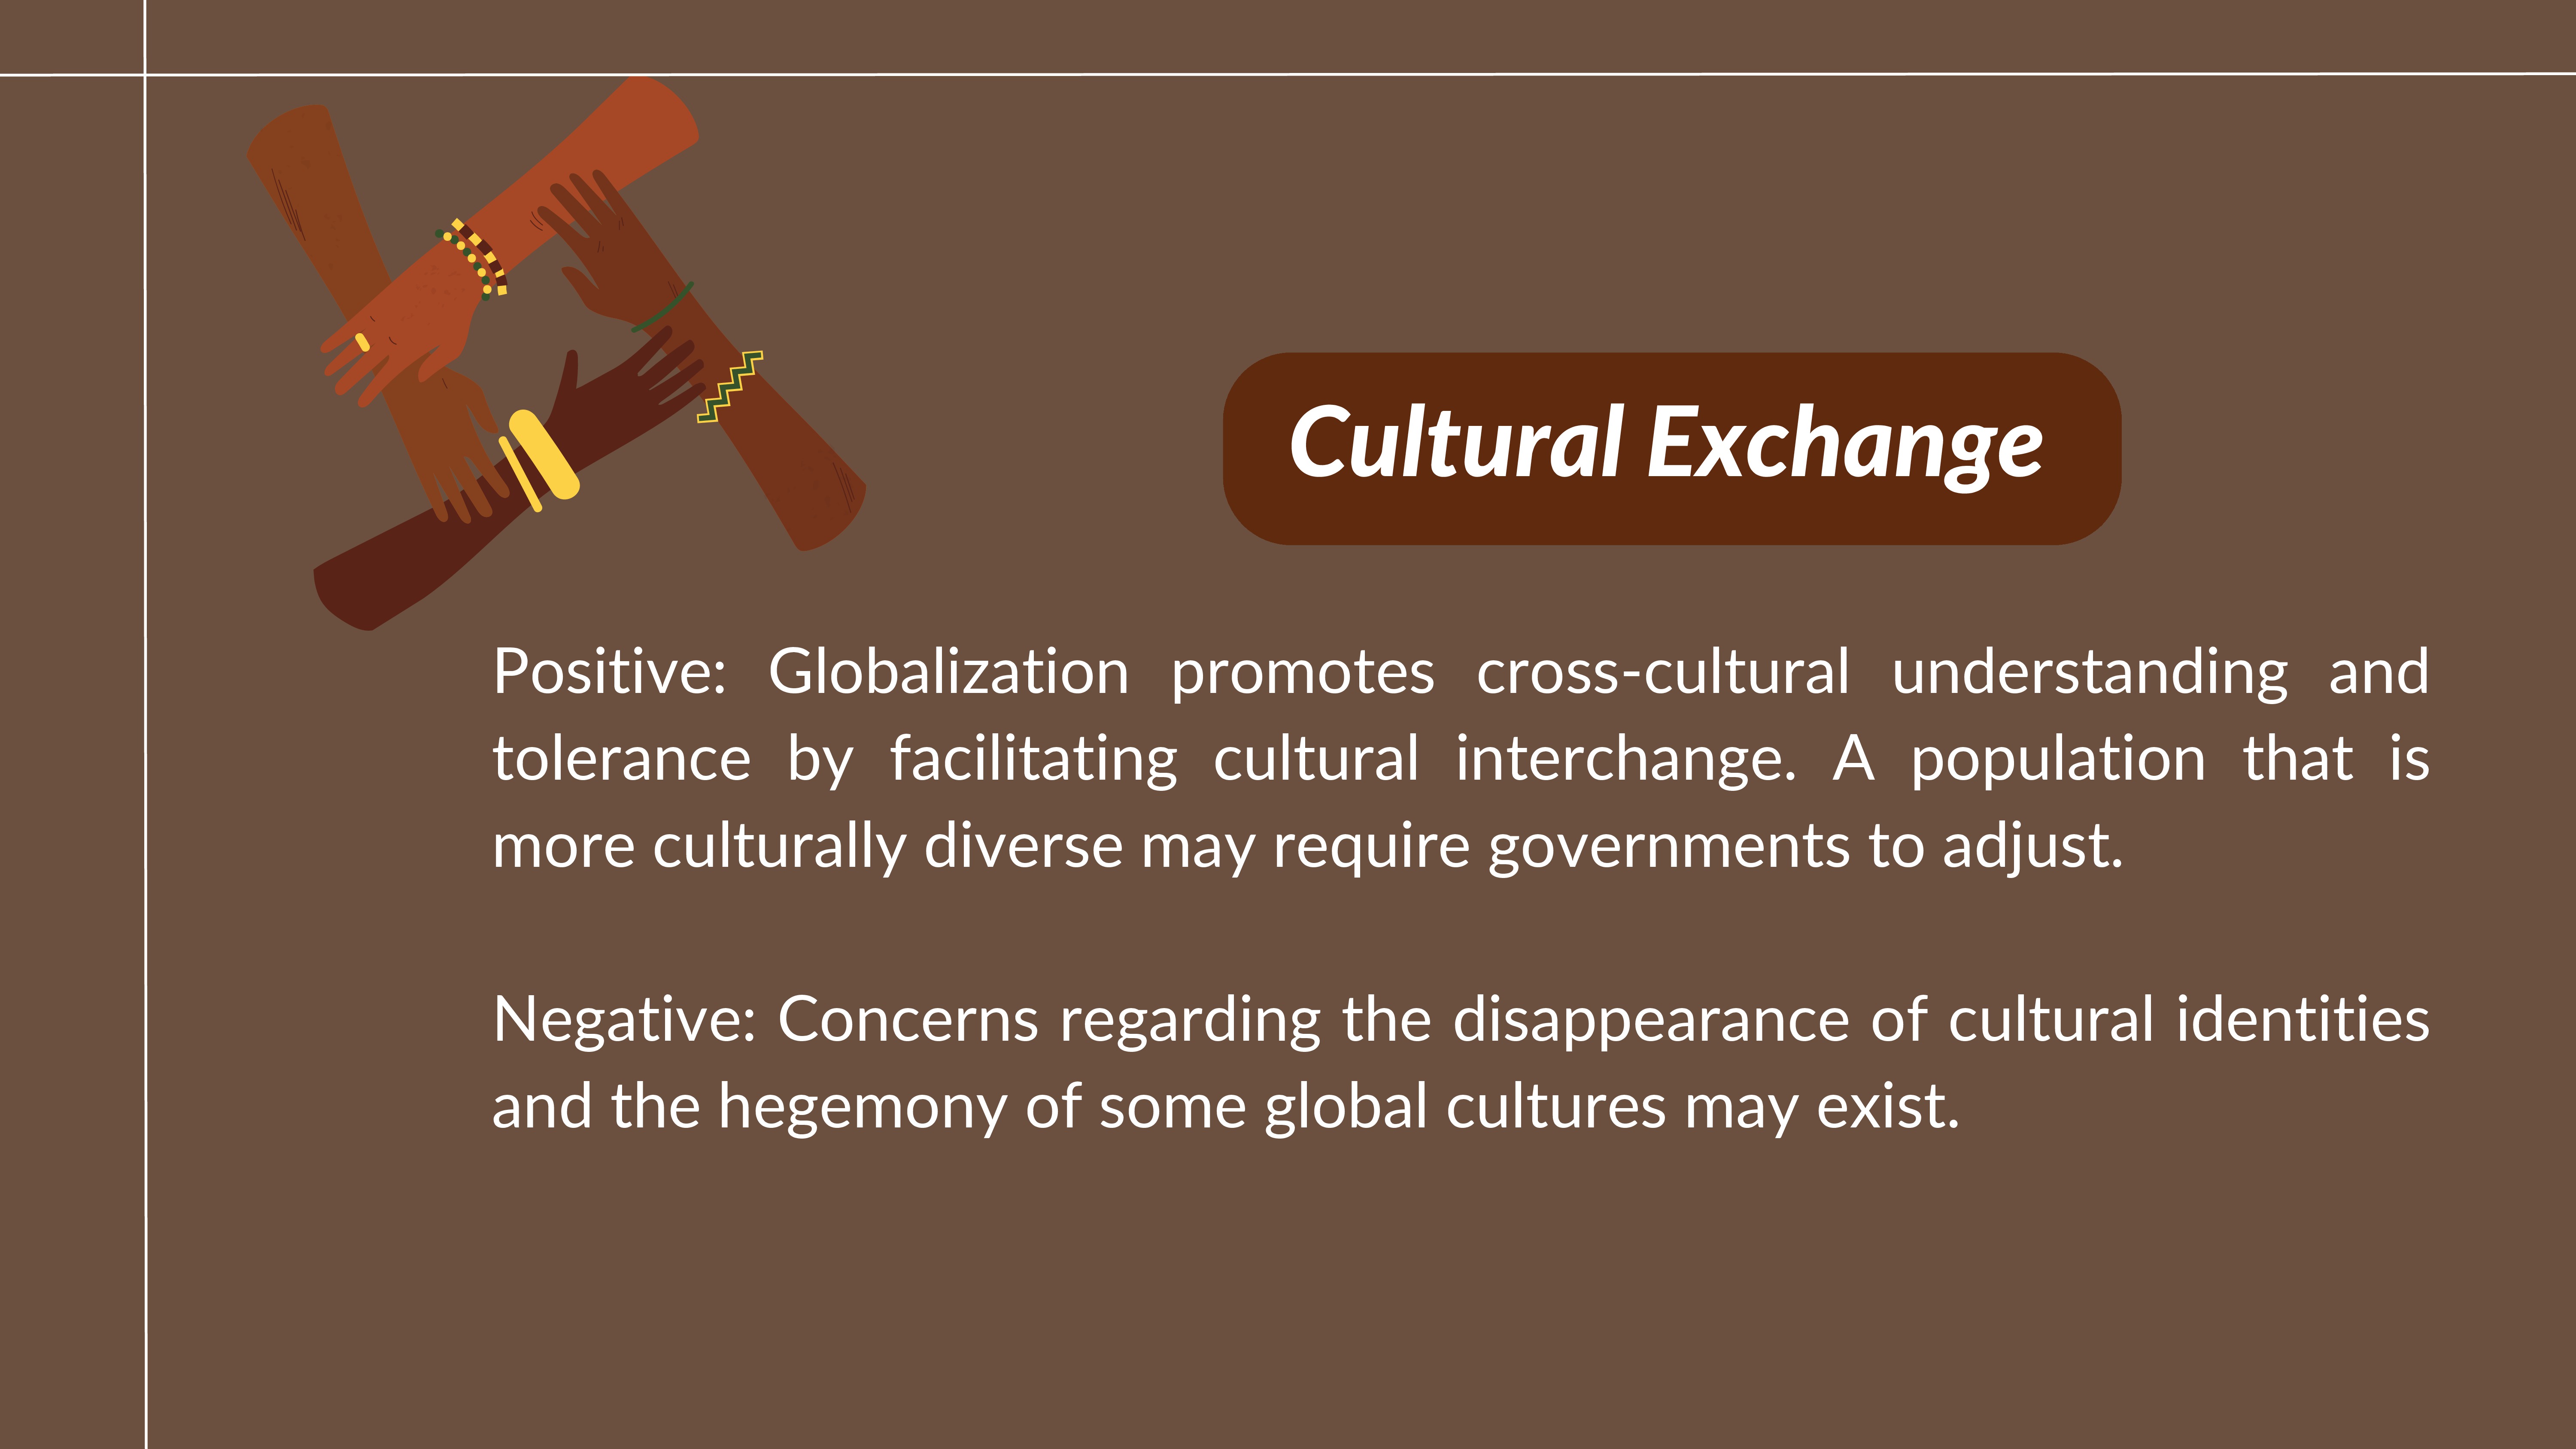 Cultural Exchange
Positive: Globalization promotes cross-cultural understanding and
tolerance by facilitating cultural interchange. A population that is
more culturally diverse may require governments to adjust.
Negative: Concerns regarding the disappearance of cultural identities
and the hegemony of some global cultures may exist.